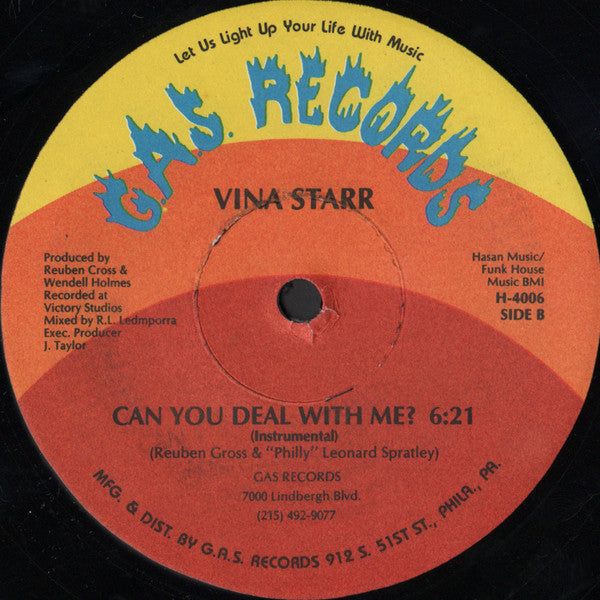 Let Us Light Up Your Life With Music
G.A.S. RECORDS
VINA STARR
Produced by
Reuben Cross &
Wendell Holmes
Recorded at
Victory Studios
Mixed by R.L. Ledmporra
Exec. Producer
J. Taylor
Hasan Music/
Funk House
Music BMI
H-4006
SIDE B
CAN YOU DEAL WITH ME? 6:21
(Instrumental)
(Reuben Gross & "Philly" Leonard Spratley)
GAS RECORDS
7000 Lindbergh Blvd.
(215) 492-9077
MFG. & DIST. BY G.A.S. RECORDS 912 S. 51ST ST., PHILA., PA.